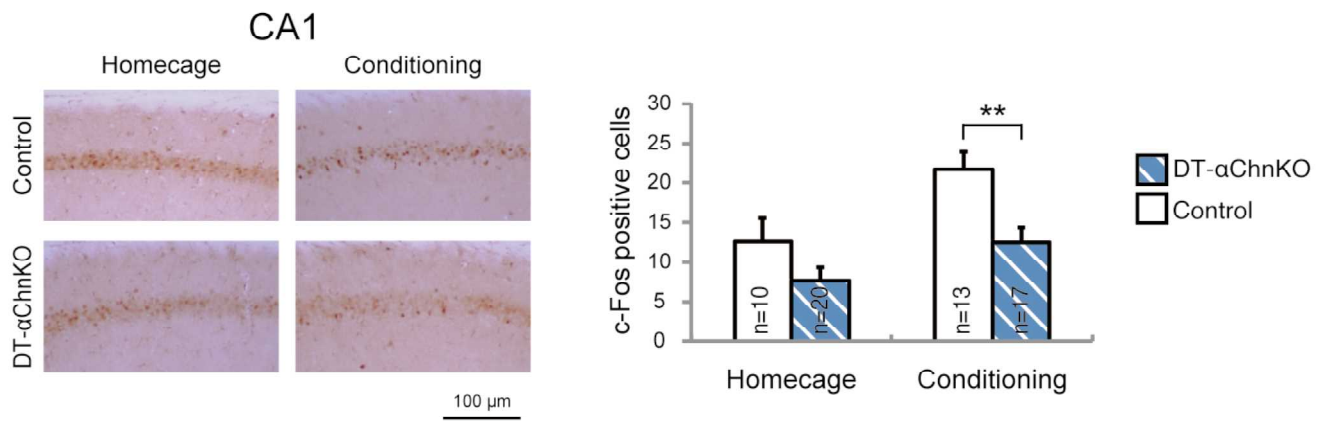 CA1
Homecage
Conditioning
Control
DT-αChnKO
100 μm
c-Fos positive cells
30
25
20
15
10
5
0
**
n=10
n=20
n=13
n=17
Homecage
Conditioning
DT-αChnKO
Control